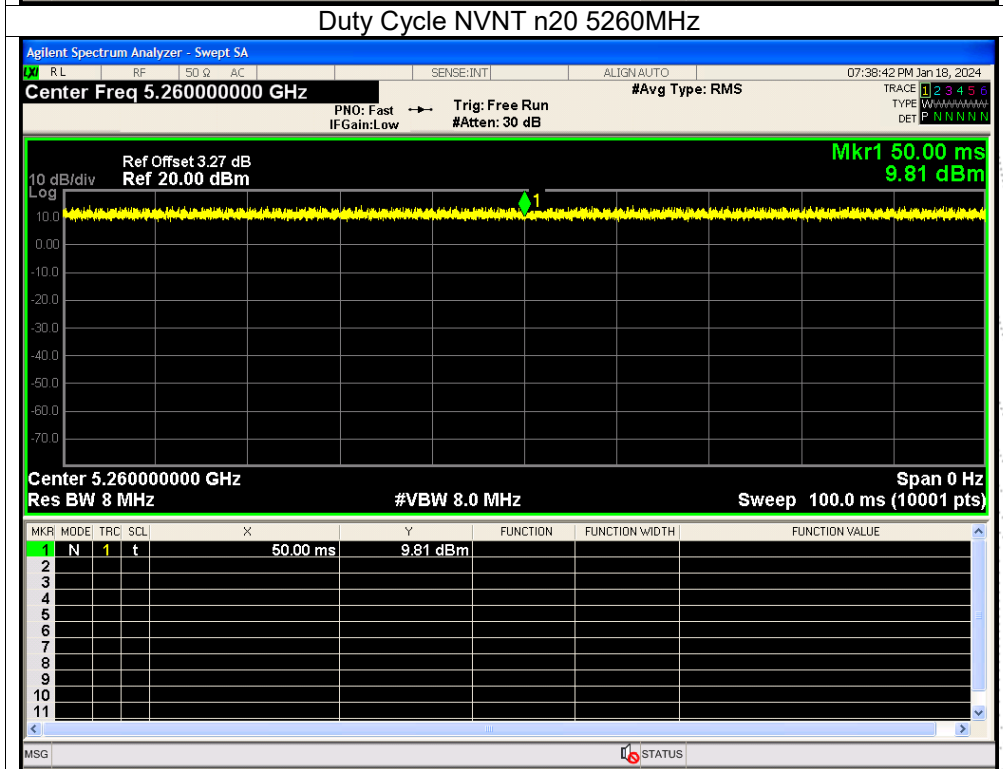 Duty Cycle NVNT n20 5260MHz
Agilent Spectrum Analyzer - Swept SA
LXI RL RF 50 Ω AC SENSE:INT ALIGN AUTO 07:38:42 PM Jan 18, 2024
Center Freq 5.260000000 GHz #Avg Type: RMS TRACE 1 2 3 4 5 6
PNO: Fast Trig: Free Run TYPE WWWWWW
IFGain:Low #Atten: 30 dB DET P N N N N N
Mkr1 50.00 ms
Ref Offset 3.27 dB
10 dB/div Ref 20.00 dBm 9.81 dBm
Log
1
10.0
0.00
-10.0
-20.0
-30.0
-40.0
-50.0
-60.0
-70.0
Center 5.260000000 GHz Span 0 Hz
Res BW 8 MHz #VBW 8.0 MHz Sweep 100.0 ms (10001 pts)
MKR MODE TRC SCL X Y FUNCTION FUNCTION WIDTH FUNCTION VALUE
1 N 1 t 50.00 ms 9.81 dBm
2
3
4
5
6
7
8
9
10
11
MSG STATUS